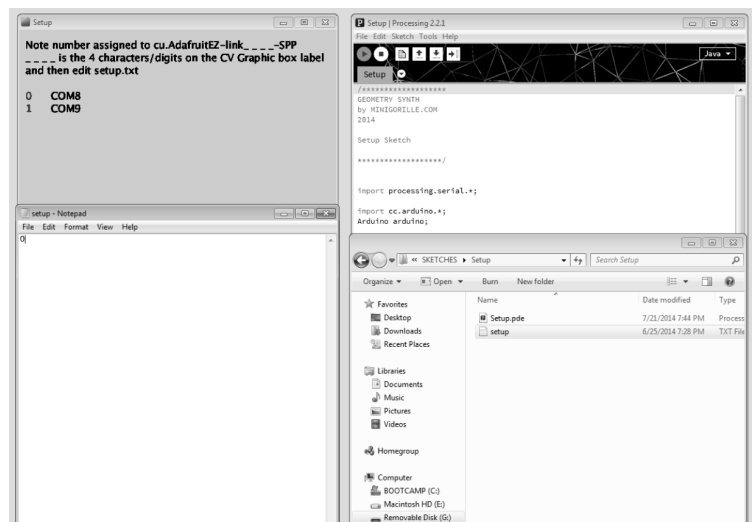 Setup
Note number assigned to cu.AdafruitEZ-link_ _ _ _-SPP
_ _ _ _ is the 4 characters/digits on the CV Graphic box label
and then edit setup.txt
0 COM8
1 COM9
Setup | Processing 2.2.1
File Edit Sketch Tools Help
Java
Setup
/*******************
GEOMETRY SYNTH
by MINIGORILLE.COM
2014
Setup Sketch
*******************/
import processing.serial.*;
import cc.arduino.*;
Arduino arduino;
setup - Notepad
File Edit Format View Help
0
« SKETCHES Setup
Search Setup
Organize Open Burn New folder
Name Date modified Type
Setup.pde 7/21/2014 7:44 PM Process
setup 6/25/2014 7:28 PM TXT File
Favorites
Desktop
Downloads
Recent Places
Libraries
Documents
Music
Pictures
Videos
Homegroup
Computer
BOOTCAMP (C:)
Macintosh HD (E:)
Removable Disk (G:)